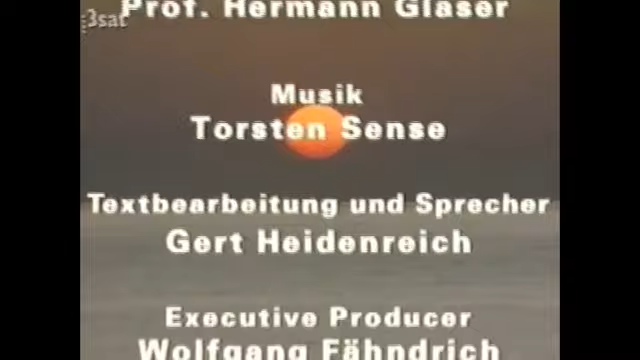 3sat
Prof. Hermann Glaser
Musik
Torsten Sense
Textbearbeitung und Sprecher
Gert Heidenreich
Executive Producer
Wolfgang Fähndrich